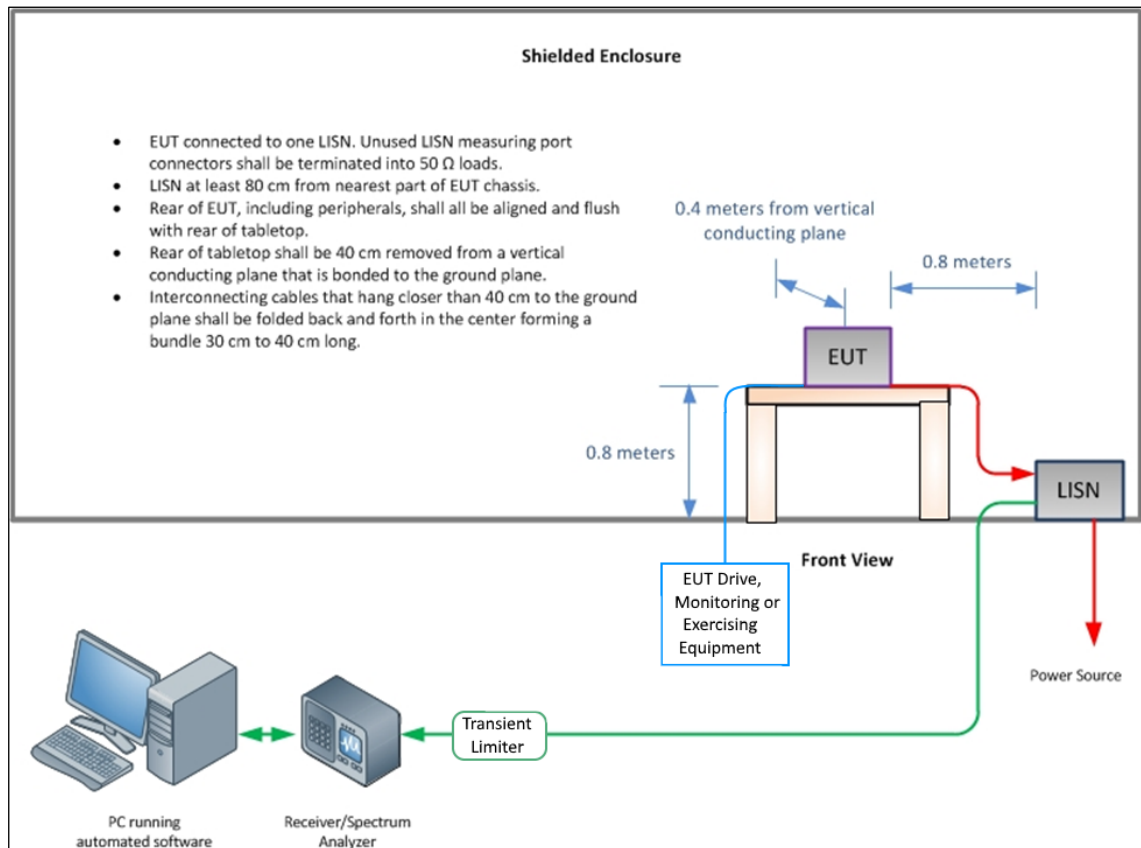 Shielded Enclosure
• EUT connected to one LISN. Unused LISN measuring port
connectors shall be terminated into 50 Ω loads.
• LISN at least 80 cm from nearest part of EUT chassis.
• Rear of EUT, including peripherals, shall all be aligned and flush
with rear of tabletop.
• Rear of tabletop shall be 40 cm removed from a vertical
conducting plane that is bonded to the ground plane.
• Interconnecting cables that hang closer than 40 cm to the ground
plane shall be folded back and forth in the center forming a
bundle 30 cm to 40 cm long.
0.4 meters from vertical
conducting plane
0.8 meters
EUT
0.8 meters
LISN
Front View
EUT Drive,
Monitoring or
Exercising
Equipment
Power Source
Transient
Limiter
PC running
automated software
Receiver/Spectrum
Analyzer